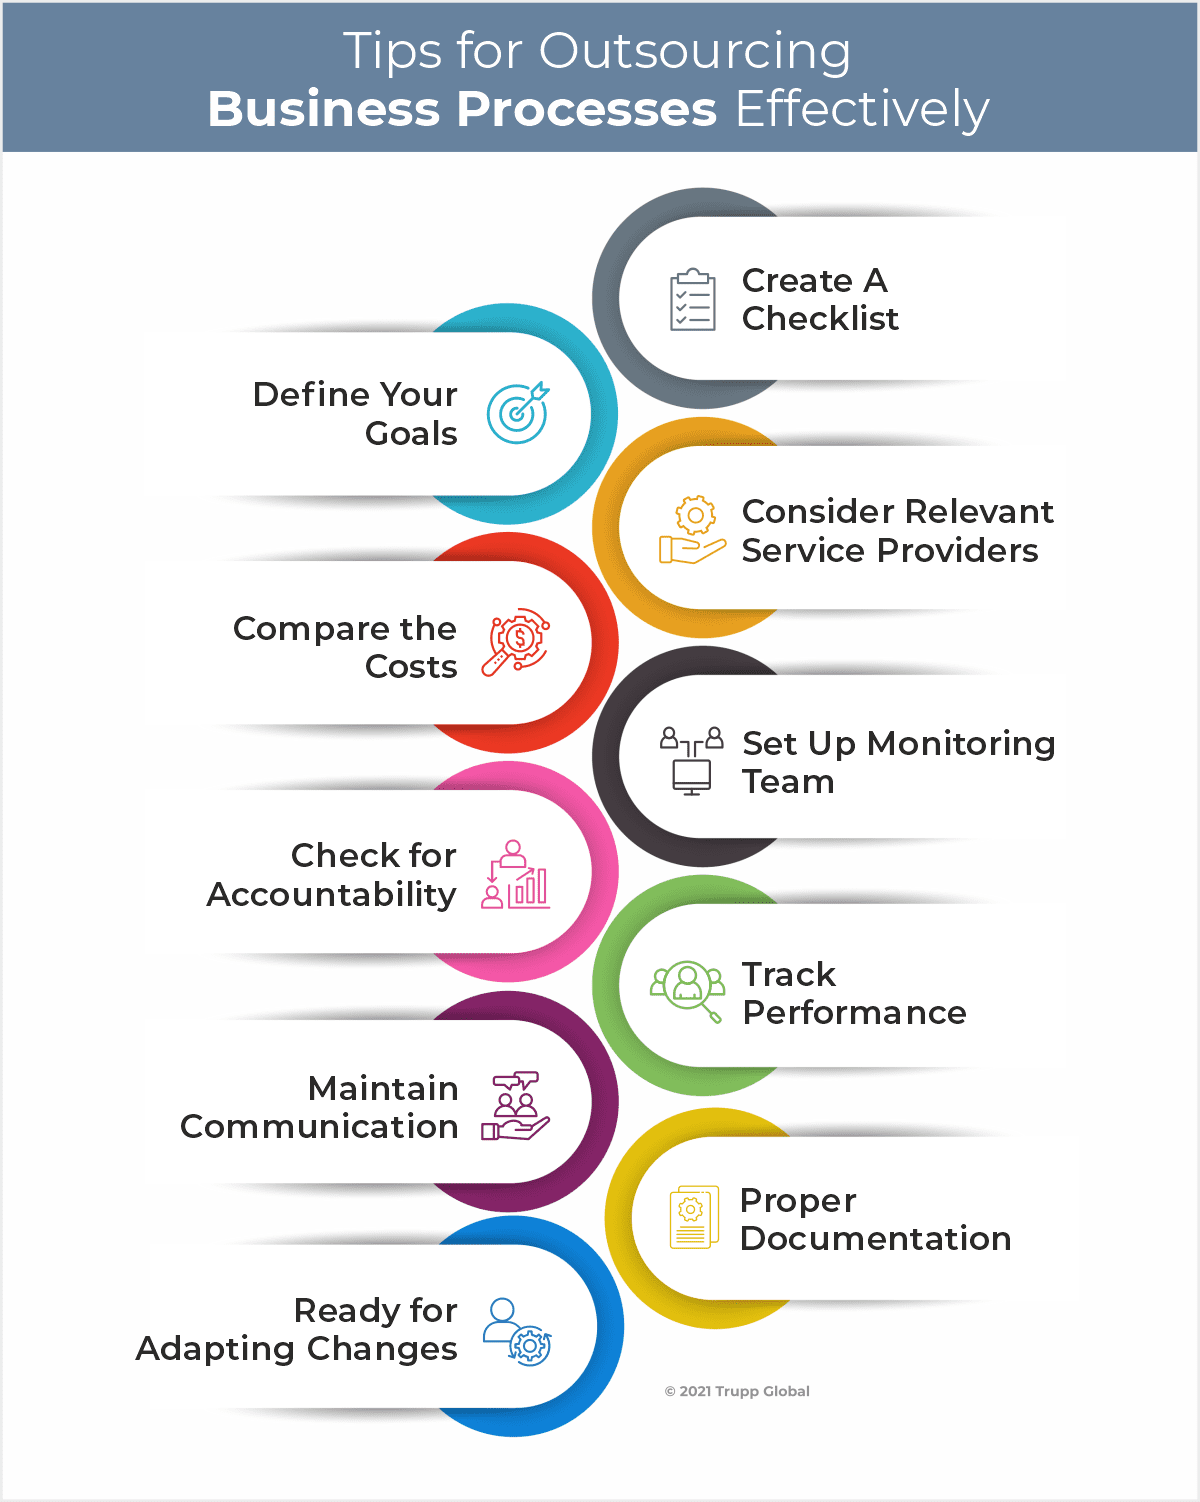 Tips for Outsourcing
Business Processes Effectively
Create A
Checklist
Define Your
Goals
Consider Relevant
Service Providers
Compare the
Costs
$
Set Up Monitoring
Team
Check for
Accountability
Track
Performance
Maintain
Communication
Proper
Documentation
Ready for
Adapting Changes
© 2021 Trupp Global